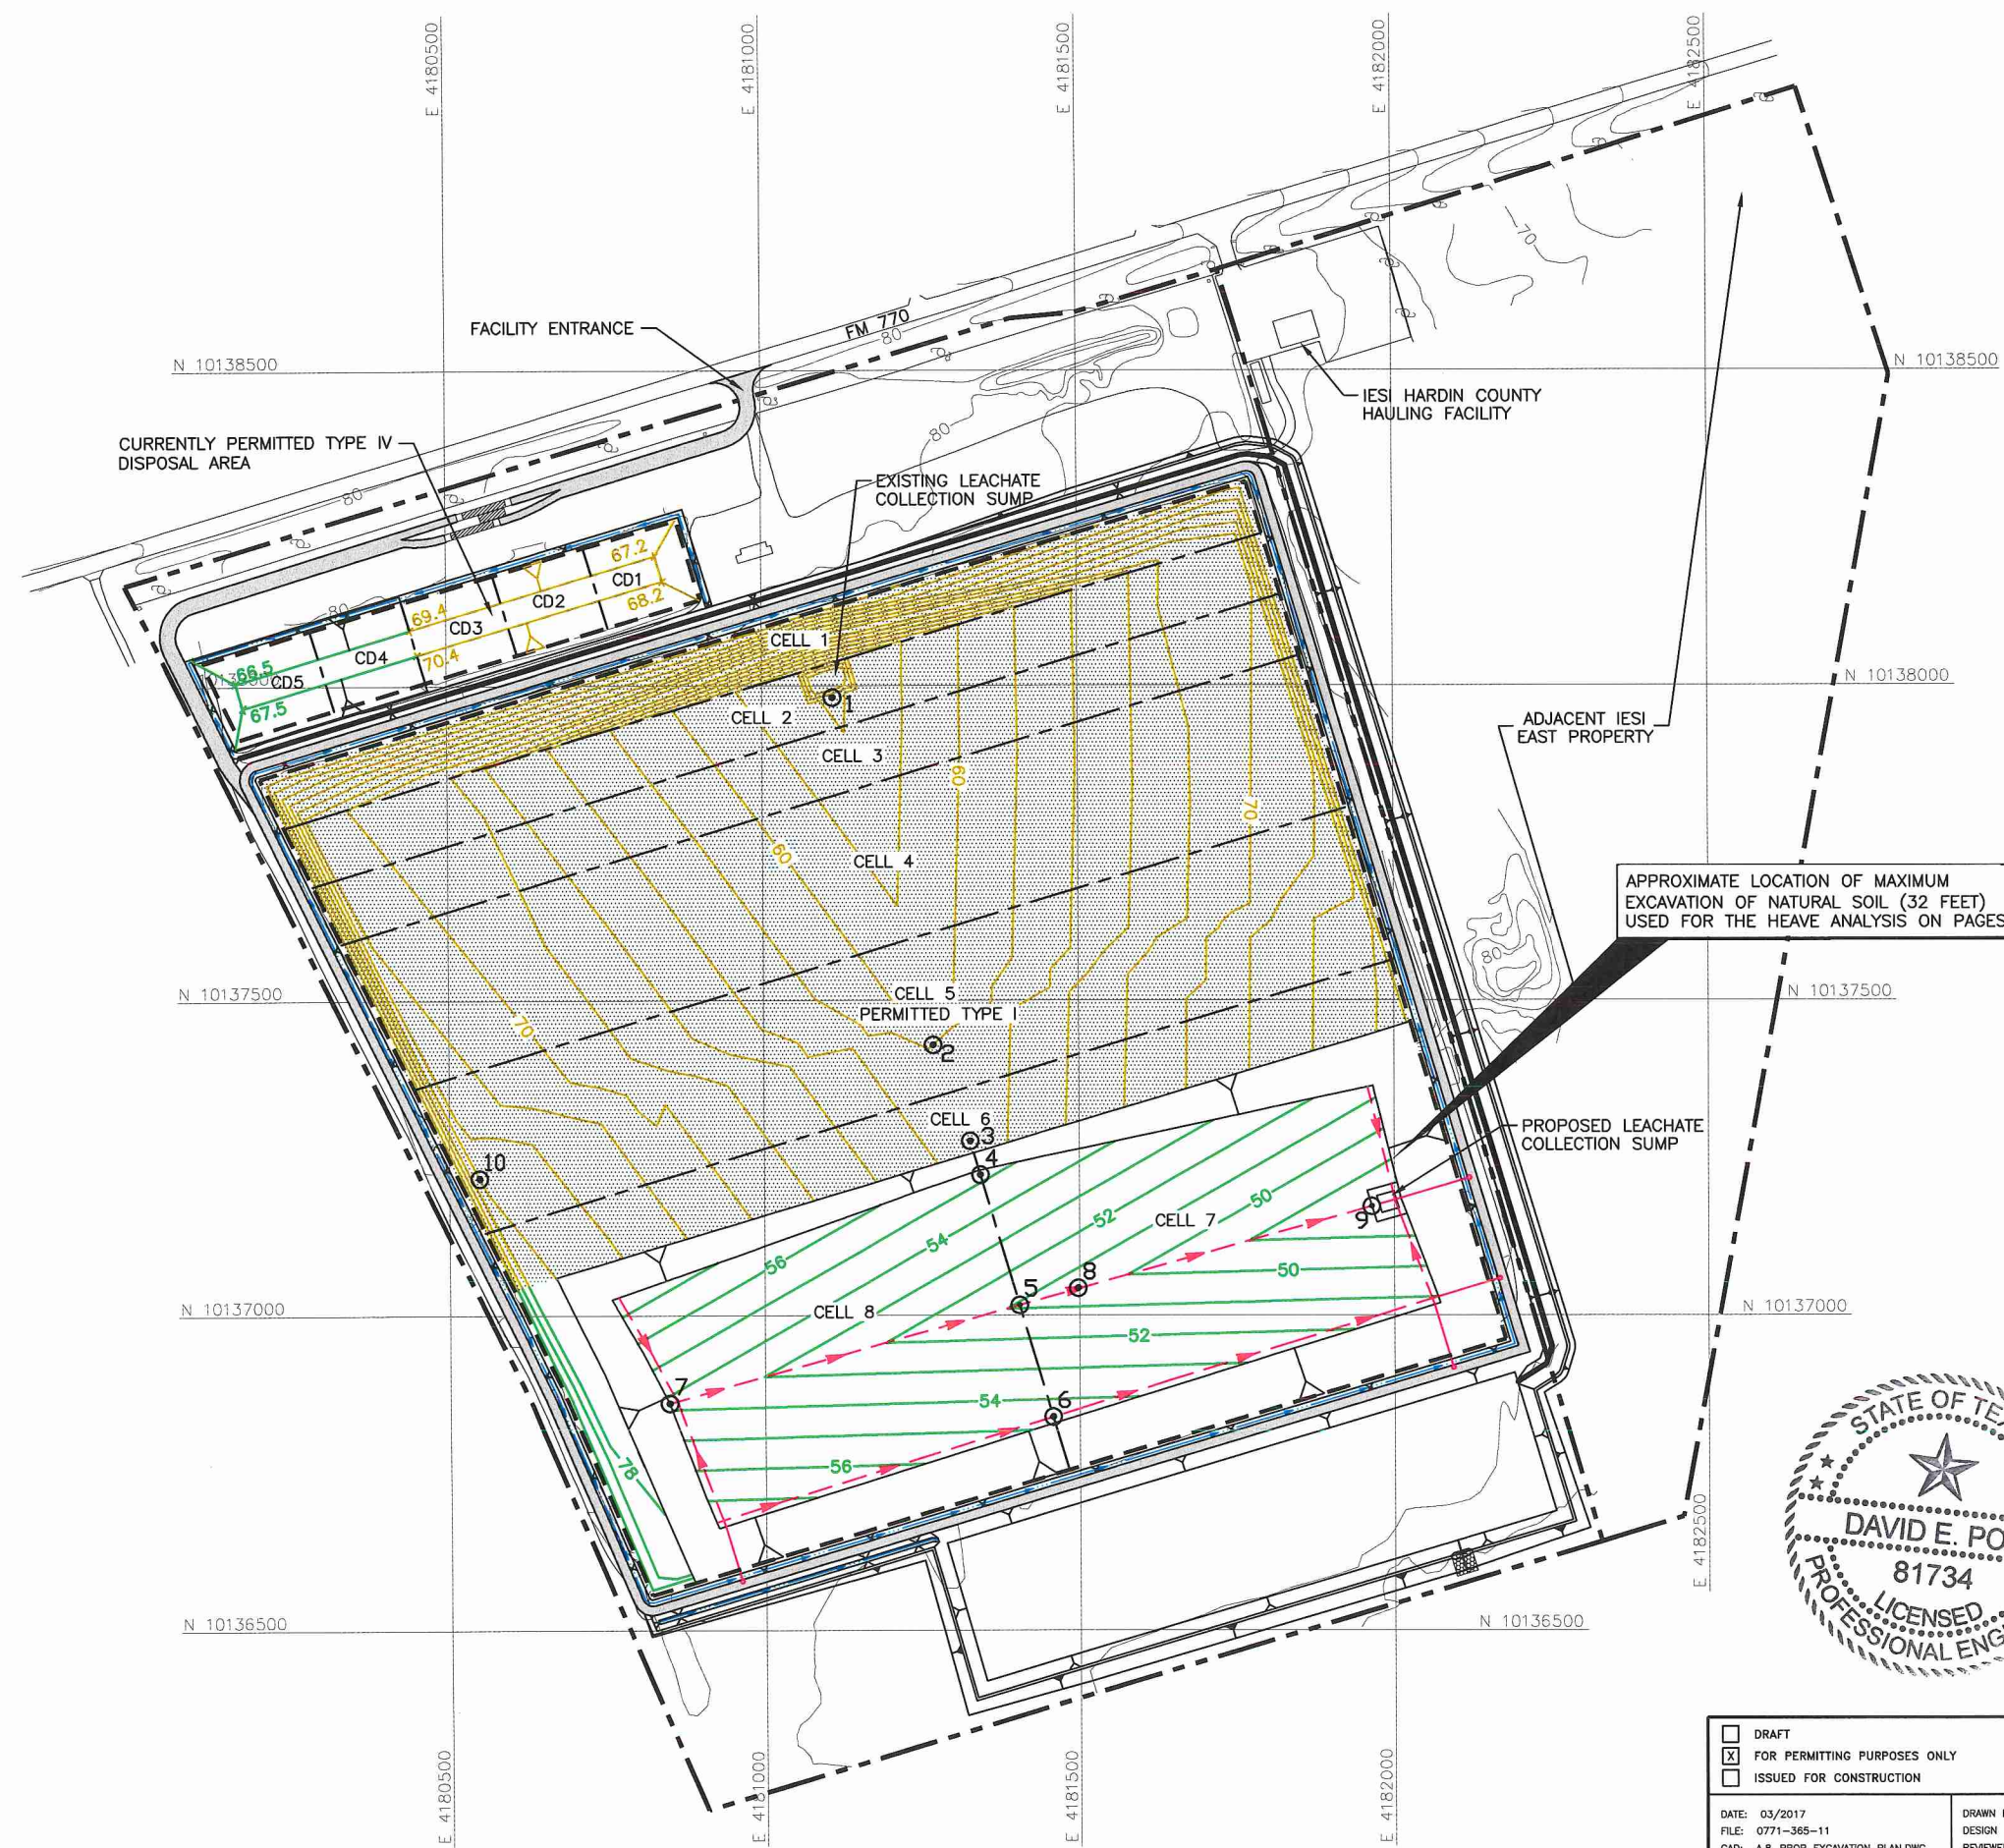 E 4180500
E 4181000
E 4181500
E 4182000
E 4182500
70
FM 770
80
FACILITY ENTRANCE
N 10138500
N 10138500
IESI HARDIN COUNTY
HAULING FACILITY
80
CURRENTLY PERMITTED TYPE IV
DISPOSAL AREA
80
EXISTING LEACHATE
COLLECTION SUMP
67.2
CD1
68.2
CD2
80
69.4
CD3
70.4
CD4
66.5
CD5
67.5
CELL 1
N 10138000
1
CELL 2
CELL 3
ADJACENT IESI
EAST PROPERTY
60
70
60
CELL 4
APPROXIMATE LOCATION OF MAXIMUM
EXCAVATION OF NATURAL SOIL (32 FEET)
USED FOR THE HEAVE ANALYSIS ON PAGES
80
N 10137500
CELL 5
PERMITTED TYPE I
N 10137500
70
2
CELL 6
3
PROPOSED LEACHATE
COLLECTION SUMP
4
10
50
52
CELL 7
9
54
56
50
8
5
N 10137000
CELL 8
N 10137000
52
7
54
6
56
78
STATE OF TE
DAVID E. PO
81734
LICENSED
PROFESSIONAL ENG
E 4182500
N 10136500
N 10136500
E 4180500
E 4181000
E 4181500
E 4182000
DRAFT
X FOR PERMITTING PURPOSES ONLY
ISSUED FOR CONSTRUCTION
DATE: 03/2017
DRAWN
FILE: 0771-365-11
DESIGN